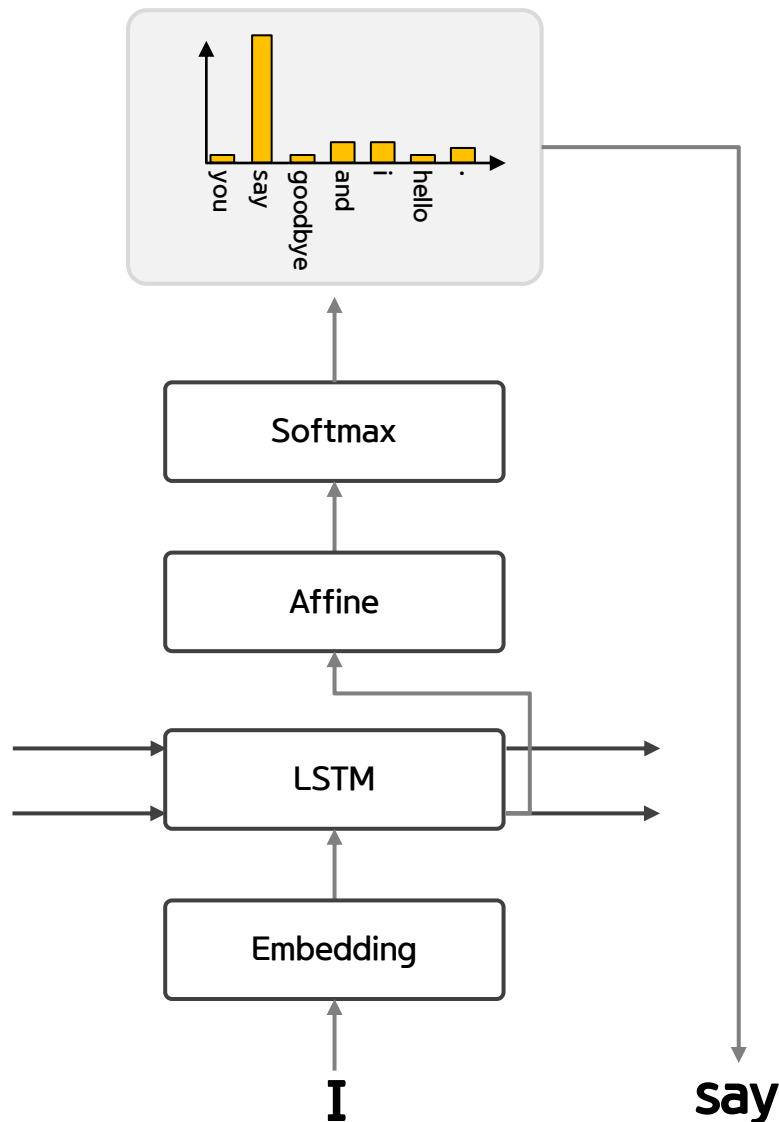 you
say
goodbye
and
i
hello
.
Softmax
Affine
LSTM
Embedding
I
say